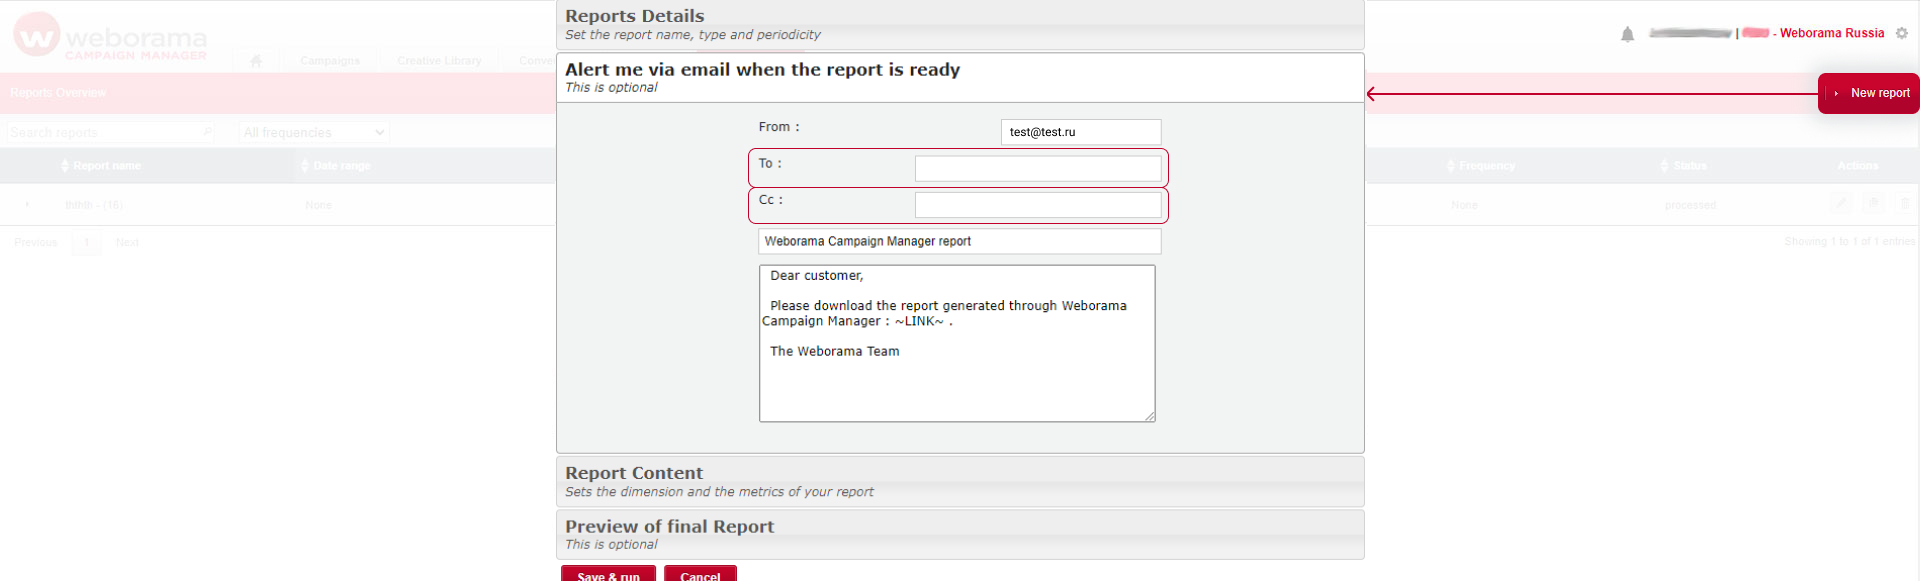 weborama
CAMPAIGN MANAGER
Campaigns
Creative Library
Conver
- Weborama Russia
Reports Overview
New report
Search reports
All frequencies
Report name
Date range
Frequency
Status
Actions
None
None
processed
Previous
1
Next
Showing 1 to 1 of 1 entries
Reports Details
Set the report name, type and periodicity
Alert me via email when the report is ready
This is optional
From :
test@test.ru
To :
Cc :
Weborama Campaign Manager report
Dear customer,
Please download the report generated through Weborama
Campaign Manager : ~LINK~ .
The Weborama Team
Report Content
Sets the dimension and the metrics of your report
Preview of final Report
This is optional
Save & run
Cancel